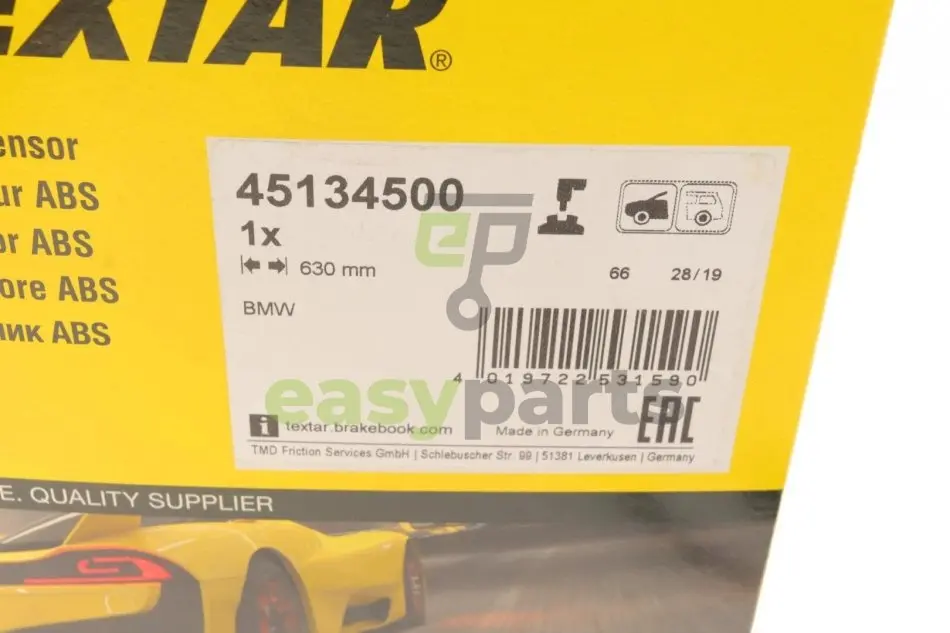 EXTAR®
ensor
ur ABS
or ABS
ore ABS
ник ABS
45134500
1x
630 mm
BMW
66 28/19
4 019722 531590
EAC
i textar.brakebook.com Made in Germany
TMD Friction Services GmbH | Schlebuscher Str. 99 | 51381 Leverkusen | Germany
E. QUALITY SUPPLIER
ep
easyparts